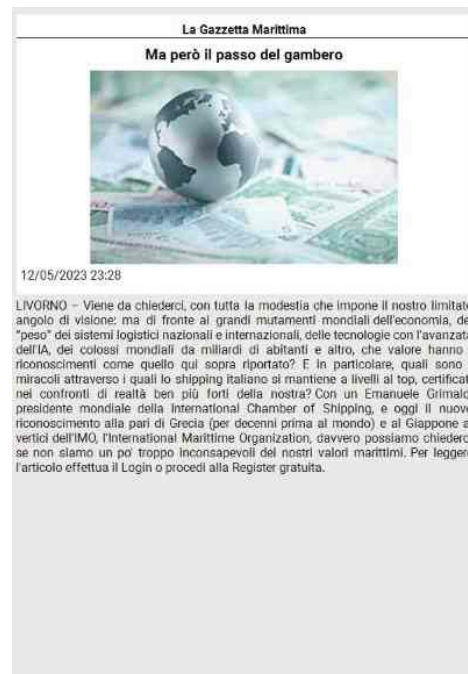 La Gazzetta Marittima
Ma però il passo del gambero
12/05/2023 23:28
LIVORNO – Viene da chiederci, con tutta la modestia che impone il nostro limitato
angolo di visione: ma di fronte ai grandi mutamenti mondiali dell'economia, de
"peso" dei sistemi logistici nazionali e internazionali, delle tecnologie con l'avanzata
dell'IA, dei colossi mondiali da miliardi di abitanti e altro, che valore hanno
riconoscimenti come quello qui sopra riportato? E in particolare, quali sono
miracoli attraverso i quali lo shipping italiano si mantiene a livelli al top, certificat
nei confronti di realtà ben più forti della nostra? Con un Emanuele Grimald
presidente mondiale della International Chamber of Shipping, e oggi il nuovo
riconoscimento alla pari di Grecia (per decenni prima al mondo) e al Giappone a
vertici dell'IMO, l'International Marittime Organization, davvero possiamo chiederc
se non siamo un po' troppo inconsapevoli dei nostri valori marittimi. Per legger
l'articolo effettua il Login o procedi alla Register gratuita.